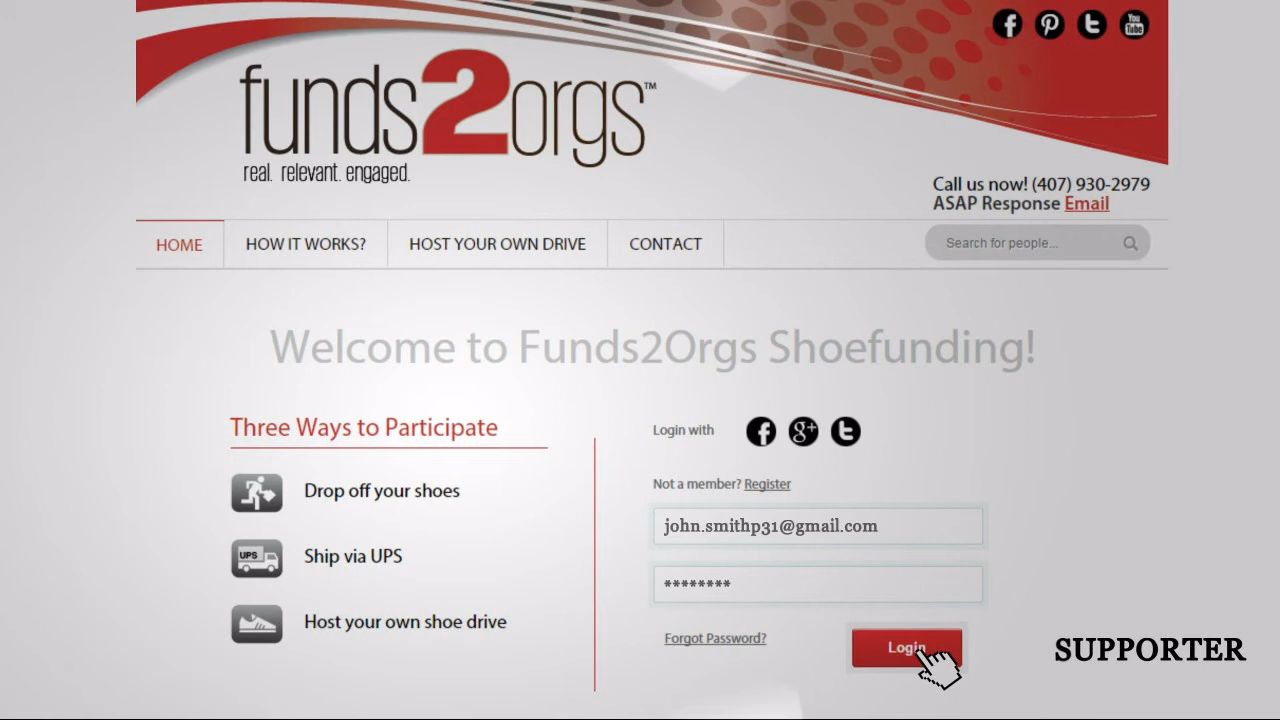 funds2orgs™
real. relevant. engaged.
You
Tube
Call us now! (407) 930-2979
ASAP Response Email
HOME HOW IT WORKS? HOST YOUR OWN DRIVE CONTACT Search for people...
Welcome to Funds2Orgs Shoefunding!
Three Ways to Participate
Drop off your shoes
UPS
Ship via UPS
Host your own shoe drive
Login with
Not a member? Register
john.smithp31@gmail.com
********
Forgot Password?
Login
SUPPORTER